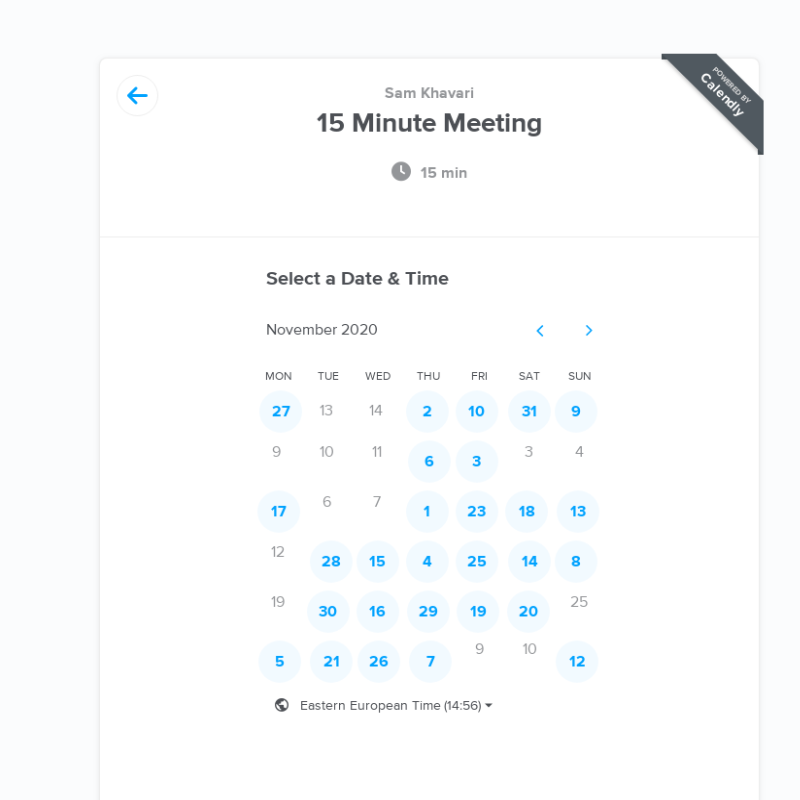 POWERED BY
Calendly
Sam Khavari
15 Minute Meeting
15 min
Select a Date & Time
November 2020
MON TUE WED THU FRI SAT SUN
27 13 14 2 10 31 9
9 10 11 6 3 3 4
17 6 7 1 23 18 13
12 28 15 4 25 14 8
19 30 16 29 19 20 25
5 21 26 7 9 10 12
Eastern European Time (14:56)